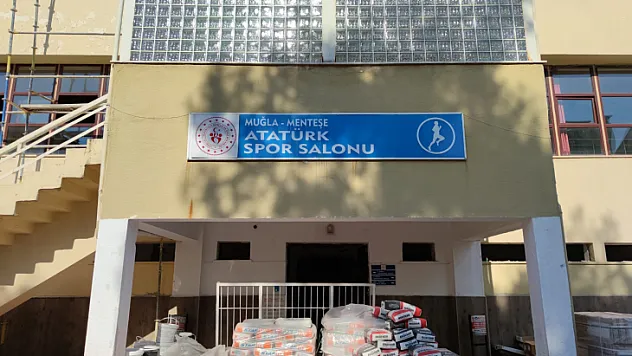 MUĞLA - MENTEŞE
ATATÜRK
SPOR SALONU